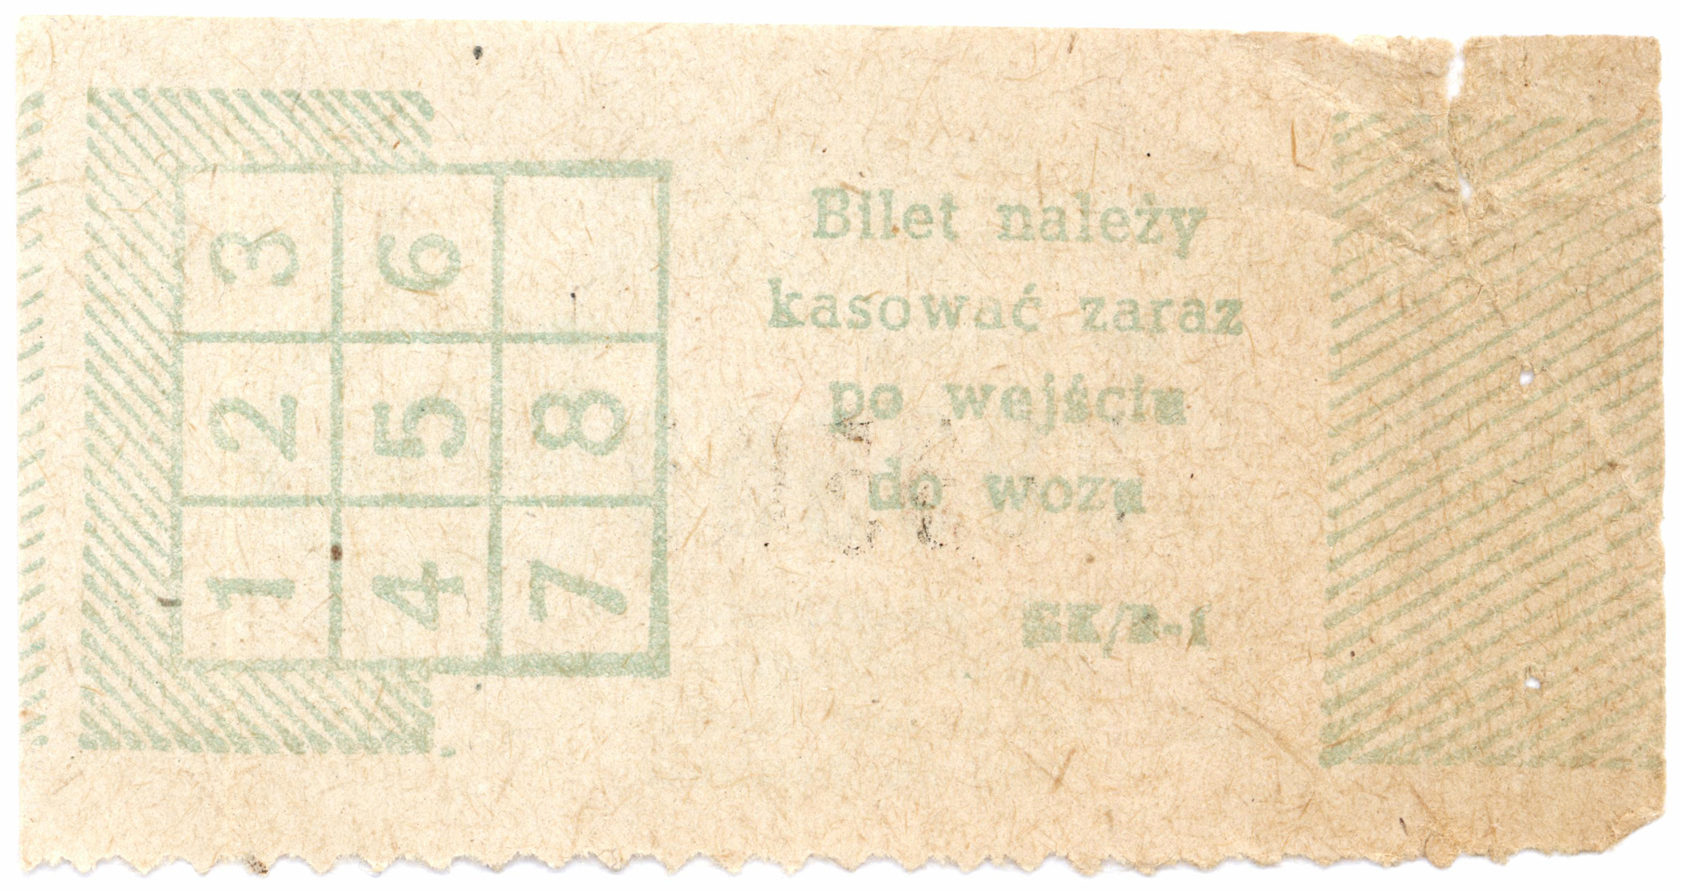 3 6
2 5 8
1 4 7
Bilet należy
kasować zaraz
po wejściu
do wozu